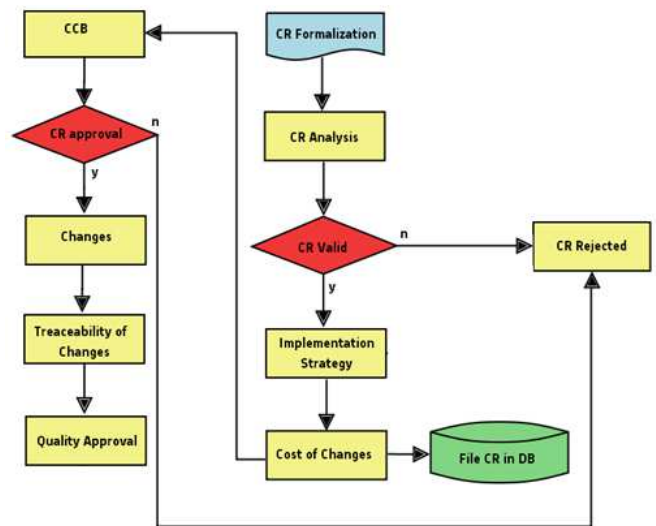 CCB
CR approval
n
y
Changes
Treaceability of
Changes
Quality Approval
CR Formalization
CR Analysis
CR Valid
n
y
CR Rejected
Implementation
Strategy
Cost of Changes
File CR in DB